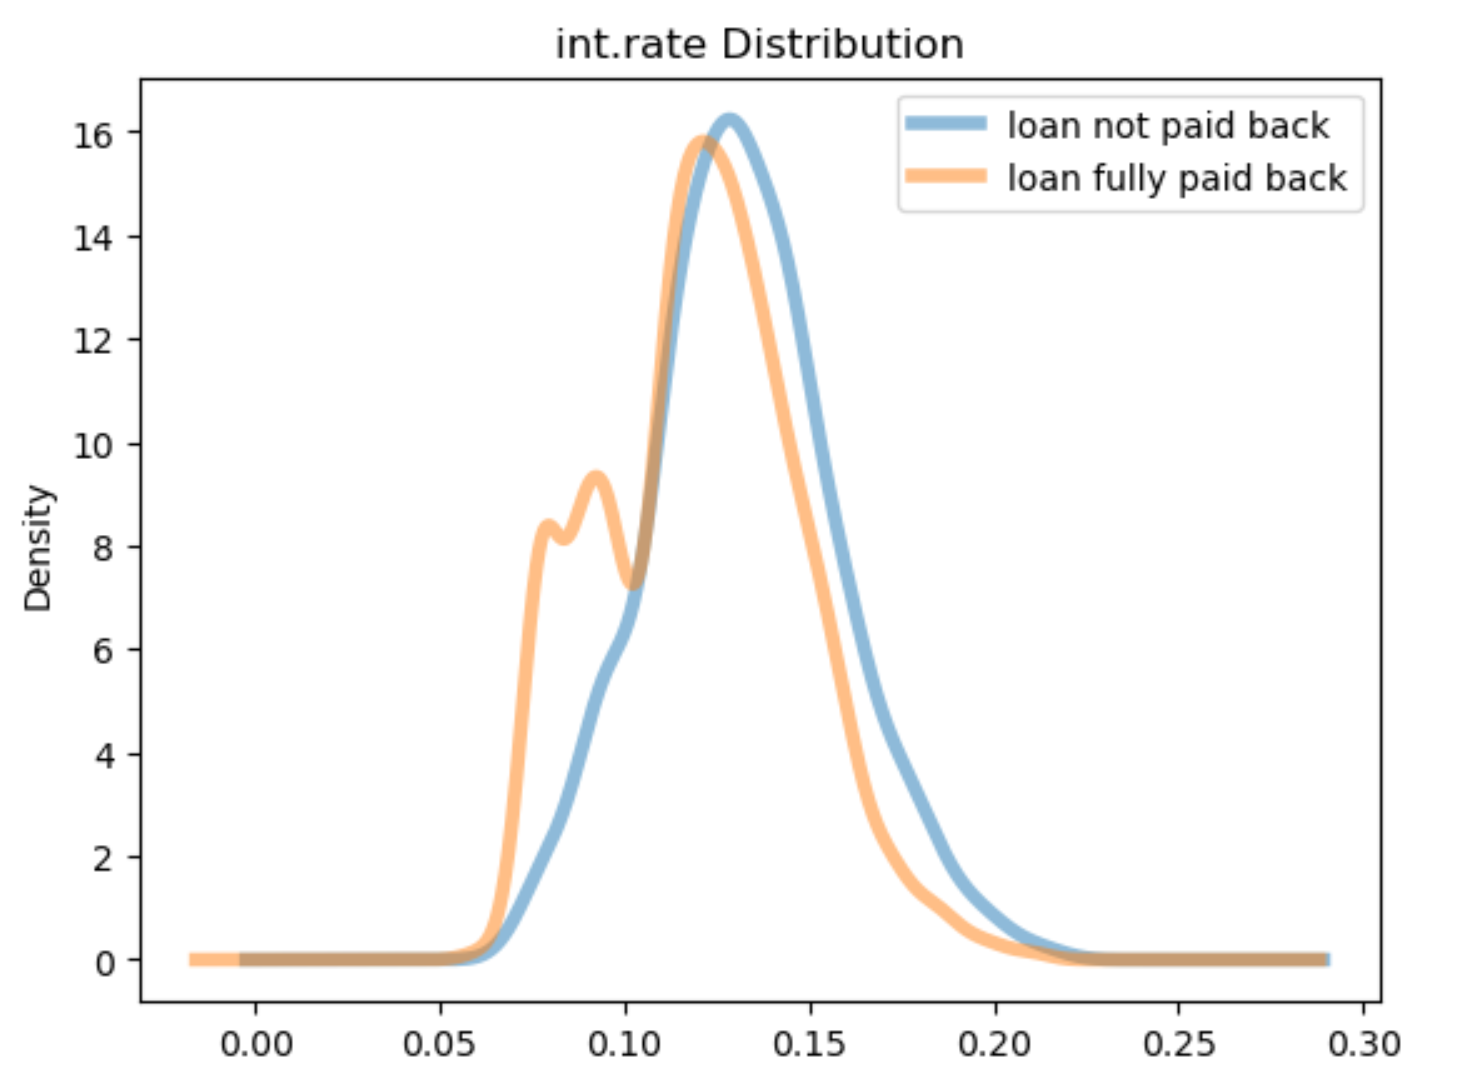 int.rate Distribution
loan not paid back
loan fully paid back
16
14
12
10
8
6
4
2
0
Density
0.00 0.05 0.10 0.15 0.20 0.25 0.30